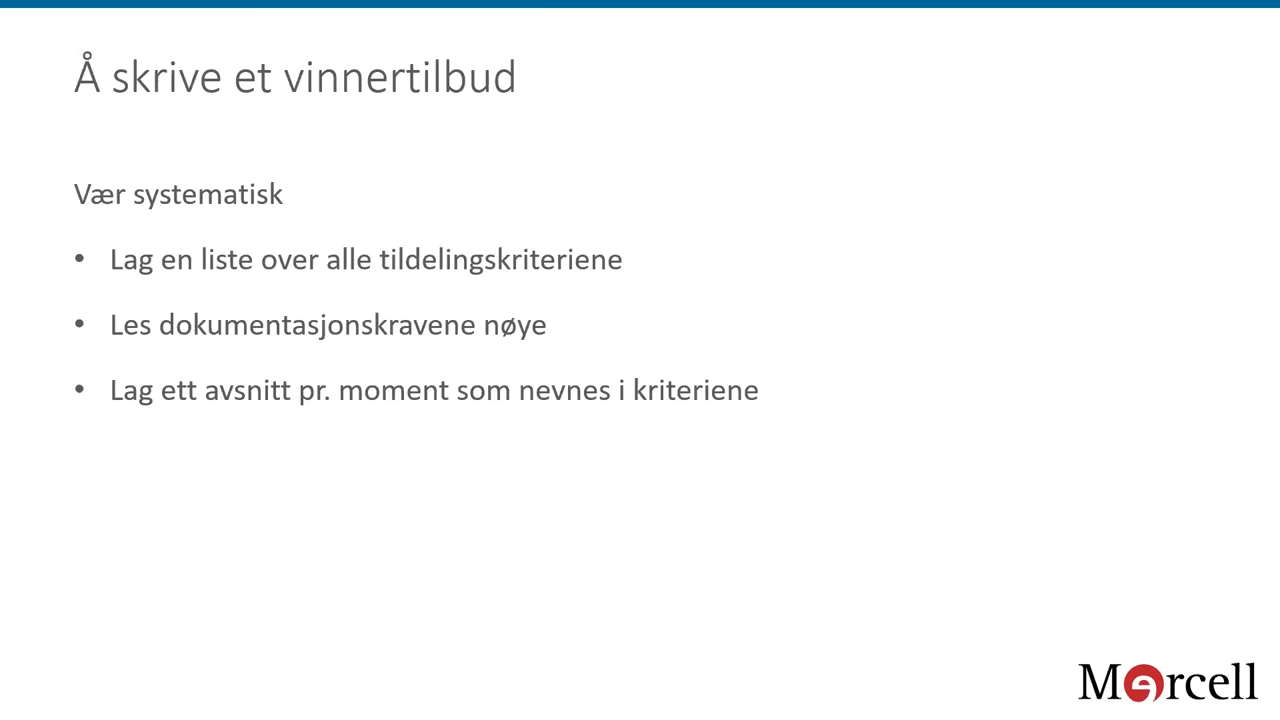 Å skrive et vinnertilbud
Vær systematisk
• Lag en liste over alle tildelingskriteriene
• Les dokumentasjonskravene nøye
• Lag ett avsnitt pr. moment som nevnes i kriteriene
Mercell